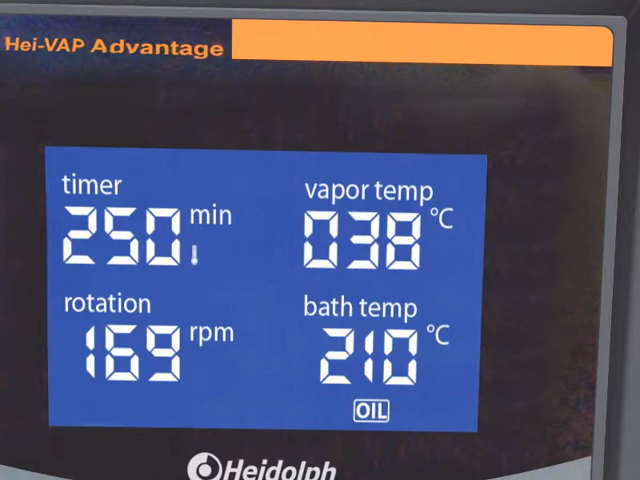 Hei-VAP Advantage
timer
250 min
vapor temp
038 °C
rotation
169 rpm
bath temp
210 °C
OIL
Heidolph